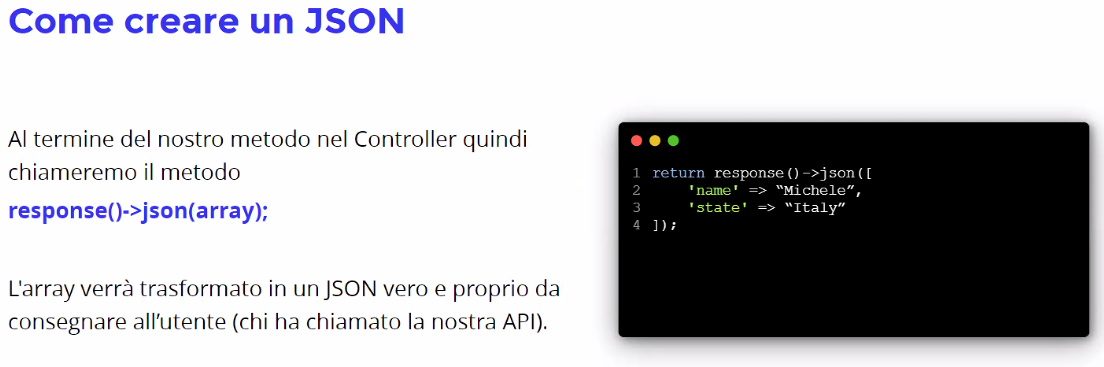 Come creare un JSON
Al termine del nostro metodo nel Controller quindi
chiameremo il metodo
response()->json(array);
L'array verrà trasformato in un JSON vero e proprio da
consegnare all’utente (chi ha chiamato la nostra API).
1 return response()->json([
2     'name' => “Michele”,
3     'state' => “Italy”
4 ]);